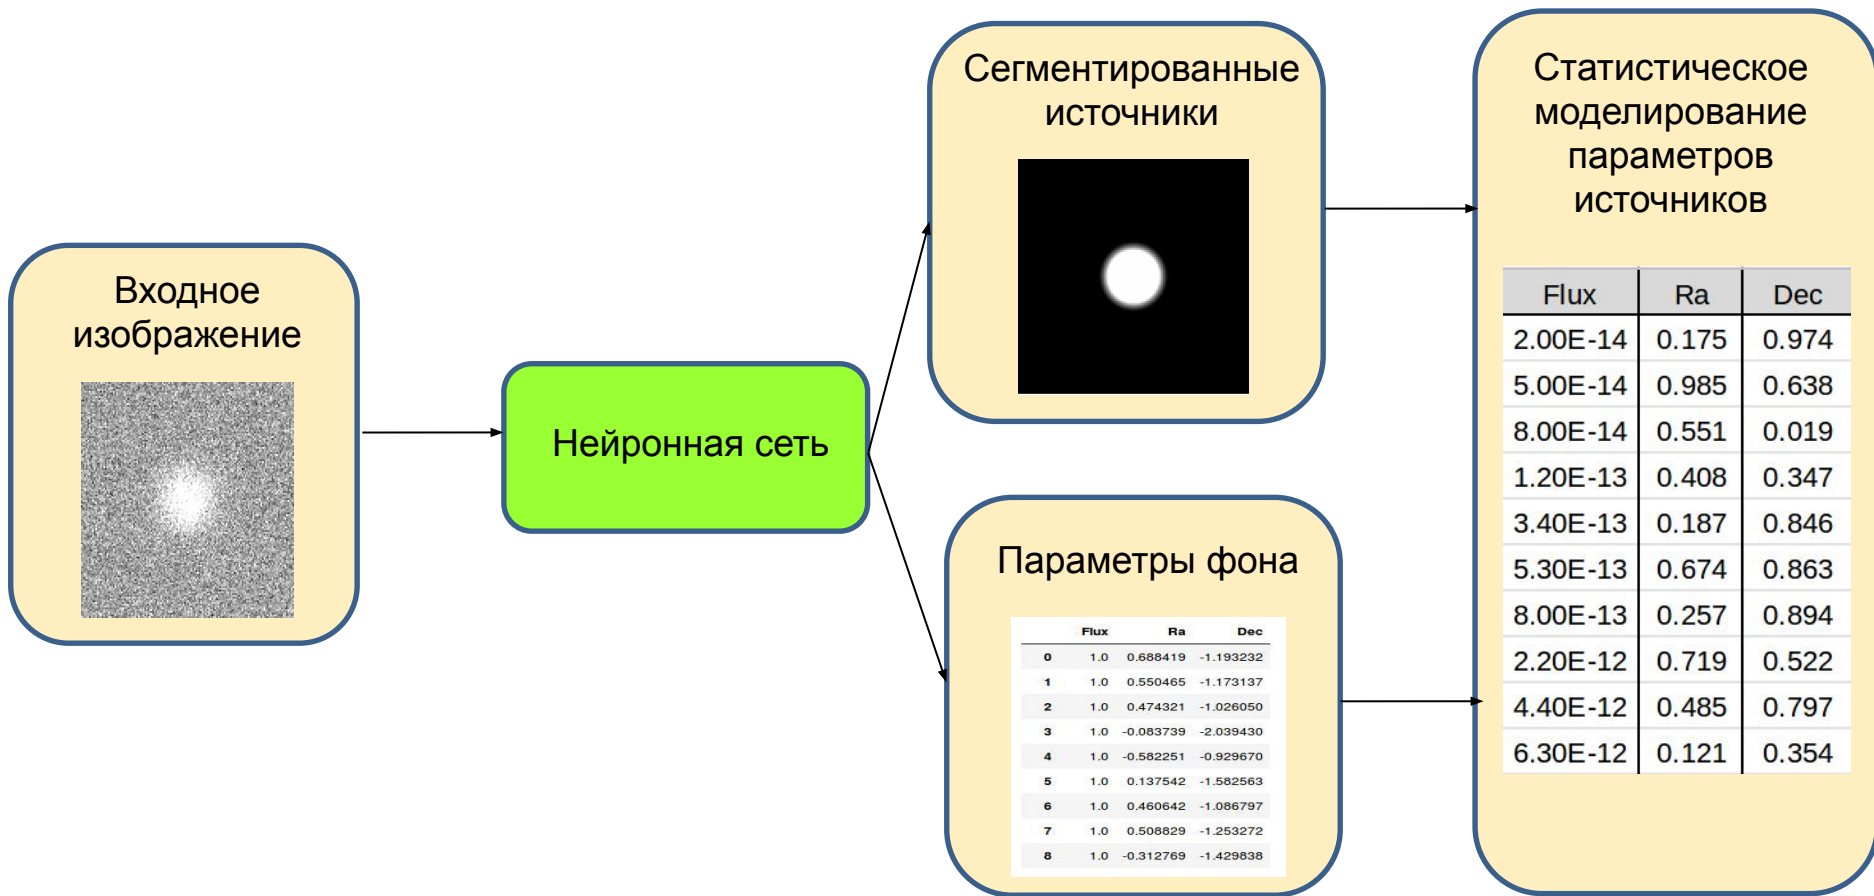 Входное
изображение
Нейронная сеть
Сегментированные
источники
Параметры фона
Flux Ra Dec
0 1.0 0.688419 -1.193232
1 1.0 0.550465 -1.173137
2 1.0 0.474321 -1.026050
3 1.0 -0.083739 -2.039430
4 1.0 -0.582251 -0.929670
5 1.0 0.137542 -1.582563
6 1.0 0.460642 -1.086797
7 1.0 0.508829 -1.253272
8 1.0 -0.312769 -1.429838
Статистическое
моделирование
параметров
источников
Flux Ra Dec
2.00E-14 0.175 0.974
5.00E-14 0.985 0.638
8.00E-14 0.551 0.019
1.20E-13 0.408 0.347
3.40E-13 0.187 0.846
5.30E-13 0.674 0.863
8.00E-13 0.257 0.894
2.20E-12 0.719 0.522
4.40E-12 0.485 0.797
6.30E-12 0.121 0.354